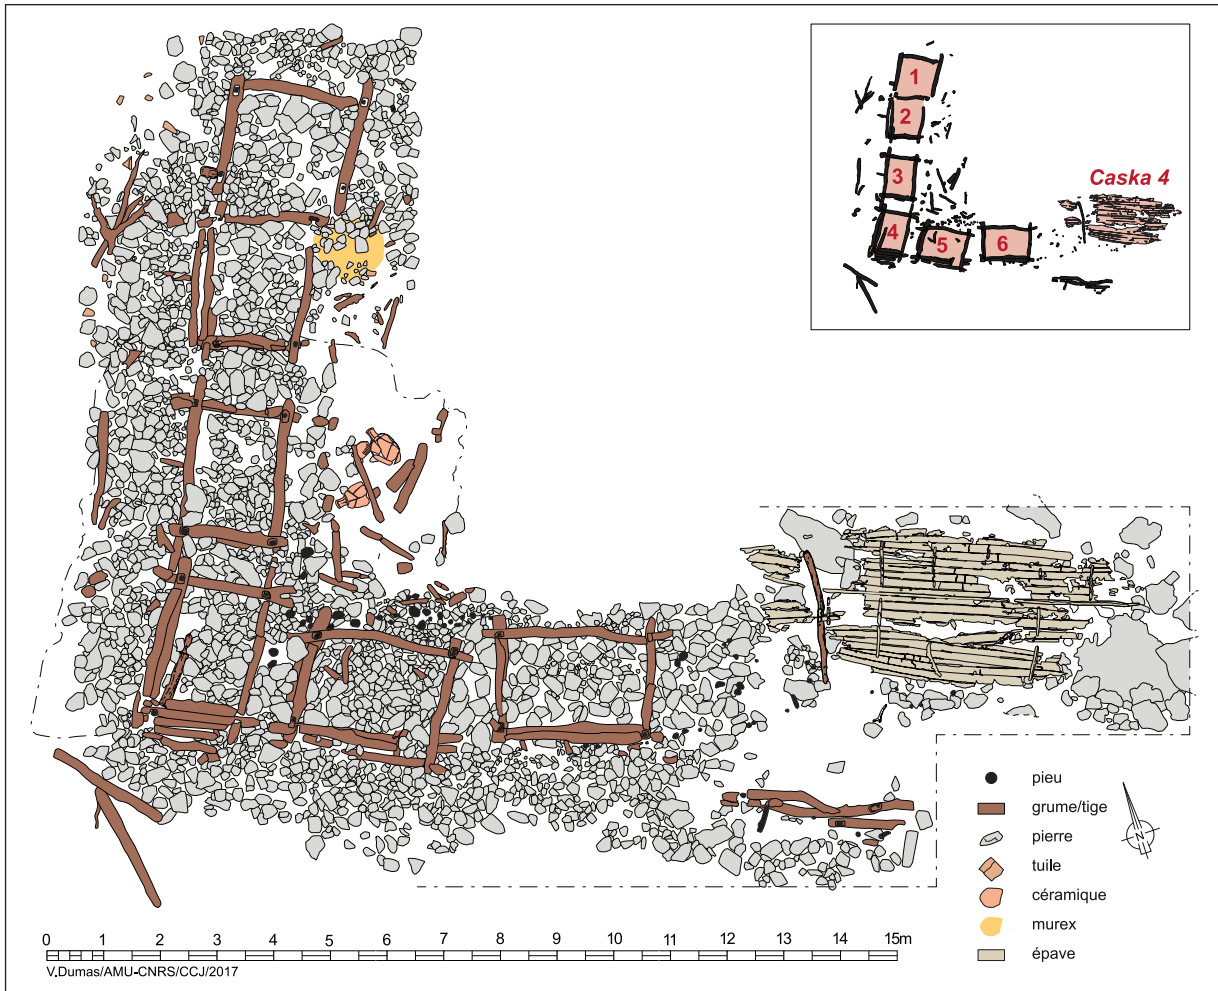 1
2
3
4
5
6
Caska 4
pieu
grume/tige
pierre
tuile
céramique
murex
épave
N
0 1 2 3 4 5 6 7 8 9 10 11 12 13 14 15m
V.Dumas/AMU-CNRS/CCJ/2017